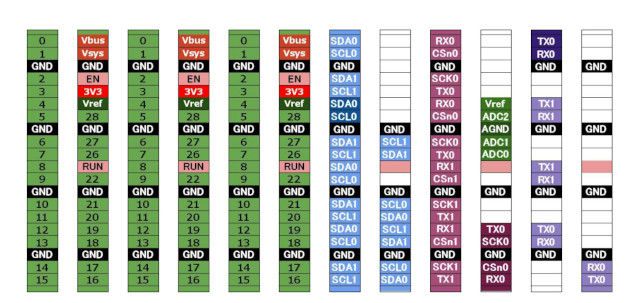 0 Vbus 0 Vbus 0 Vbus SDA0 RX0 TX0
1 Vsys 1 Vsys 1 Vsys SCL0 CSn0 RX0
GND GND GND GND GND GND GND GND GND GND
2 EN 2 EN 2 EN SDA1 SCK0
3 3V3 3 3V3 3 3V3 SCL1 TX0
4 Vref 4 Vref 4 Vref SDA0 RX0 Vref TX1
5 28 5 28 5 28 SCL0 CSn0 ADC2 RX1
GND GND GND GND GND GND GND GND GND AGND GND GND
6 27 6 27 6 27 SDA1 SCL1 SCK0 ADC1
7 26 7 26 7 26 SCL1 SDA1 TX0 ADC0
8 RUN 8 RUN 8 RUN SDA0 RX1 TX1
9 22 9 22 9 22 SCL0 CSn1 RX1
GND GND GND GND GND GND GND GND GND GND GND GND
10 21 10 21 10 21 SDA1 SCL0 SCK1
11 20 11 20 11 20 SCL1 SDA0 TX1
12 19 12 19 12 19 SDA0 SCL1 RX1 TX0 TX0
13 18 13 18 13 18 SCL0 SDA1 CSn1 SCK0 RX0
GND GND GND GND GND GND GND GND GND GND GND GND
14 17 14 17 14 17 SDA1 SCL0 SCK1 CSn0 RX0
15 16 15 16 15 16 SCL1 SDA0 TX1 RX0 TX0